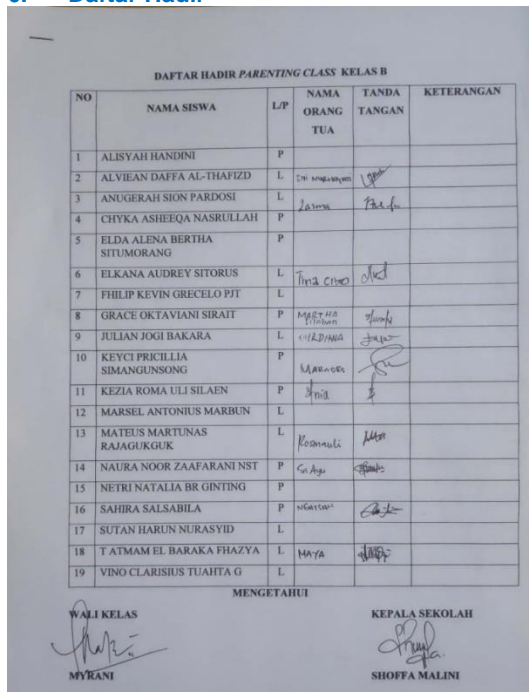 Daftar Hadir
DAFTAR HADIR PARENTING CLASS KELAS B
NO NAMA SISWA L/P NAMA ORANG TUA TANDA TANGAN KETERANGAN
1 ALISYAH HANDINI P
2 ALVIEAN DAFFA AL-THAFIZD L
3 ANUGERAH SION PARDOSI L Lasma
4 CHYKA ASHEEQA NASRULLAH P
5 ELDA ALENA BERTHA SITUMORANG P
6 ELKANA AUDREY SITORUS L Tina
7 FHILIP KEVIN GRECELO PJT L
8 GRACE OKTAVIANI SIRAIT P MARTHA
9 JULIAN JOGI BAKARA L
10 KEYCI PRICILLIA SIMANGUNSONG P
11 KEZIA ROMA ULI SILAEN P
12 MARSEL ANTONIUS MARBUN L
13 MATEUS MARTUNAS RAJAGUKGUK L Rosmauli
14 NAURA NOOR ZAAFARANI NST P Sri Ayu
15 NETRI NATALIA BR GINTING P
16 SAHIRA SALSABILA P
17 SUTAN HARUN NURASYID L
18 T ATMAM EL BARAKA FHAZYA L MAYA
19 VINO CLARISIUS TUAHTA G L
MENGETAHUI
WALI KELAS KEPALA SEKOLAH
MYRANI SHOFFA MALINI